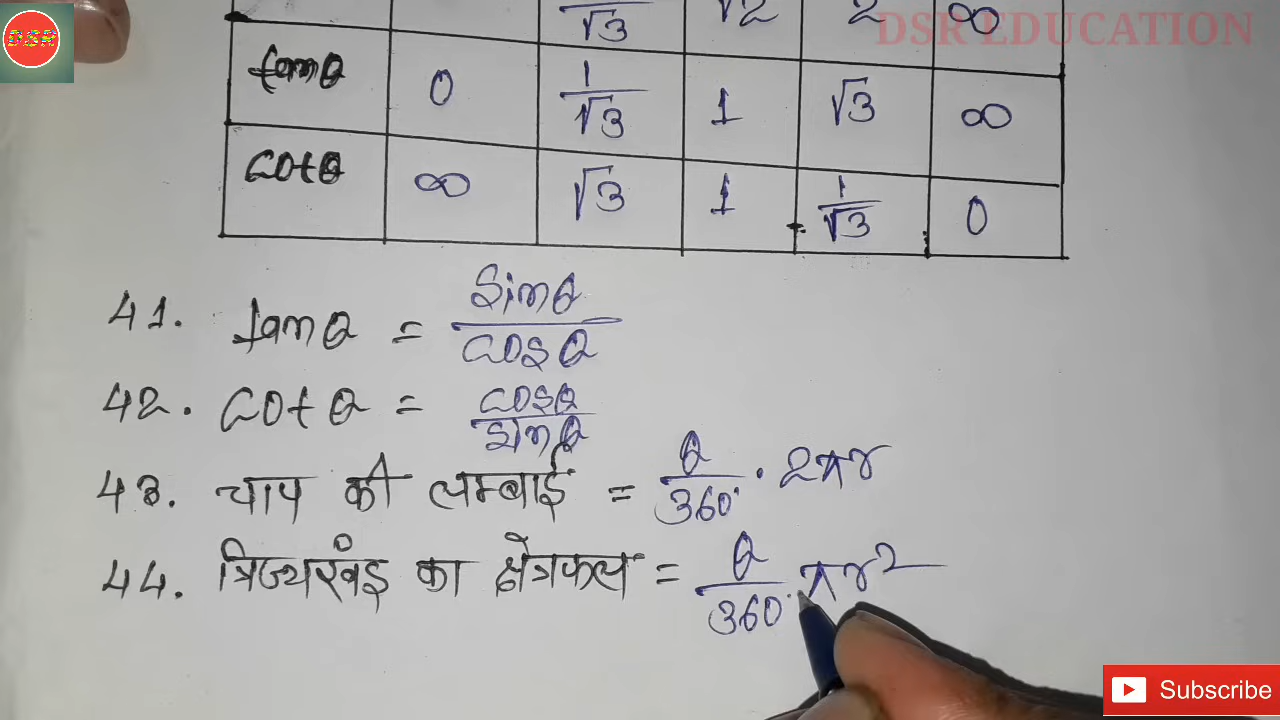 DSR
DSR EDUCATION
√3 √2 2 ∞
tanθ 0 1/√3 1 √3 ∞
cotθ ∞ √3 1 1/√3 0
41. tanθ = sinθ/cosθ
42. cotθ = cosθ/sinθ
43. चाप की लम्बाई = θ/360° · 2πr
44. त्रिज्यखंड का क्षेत्रफल = θ/360 · πr²
Subscribe